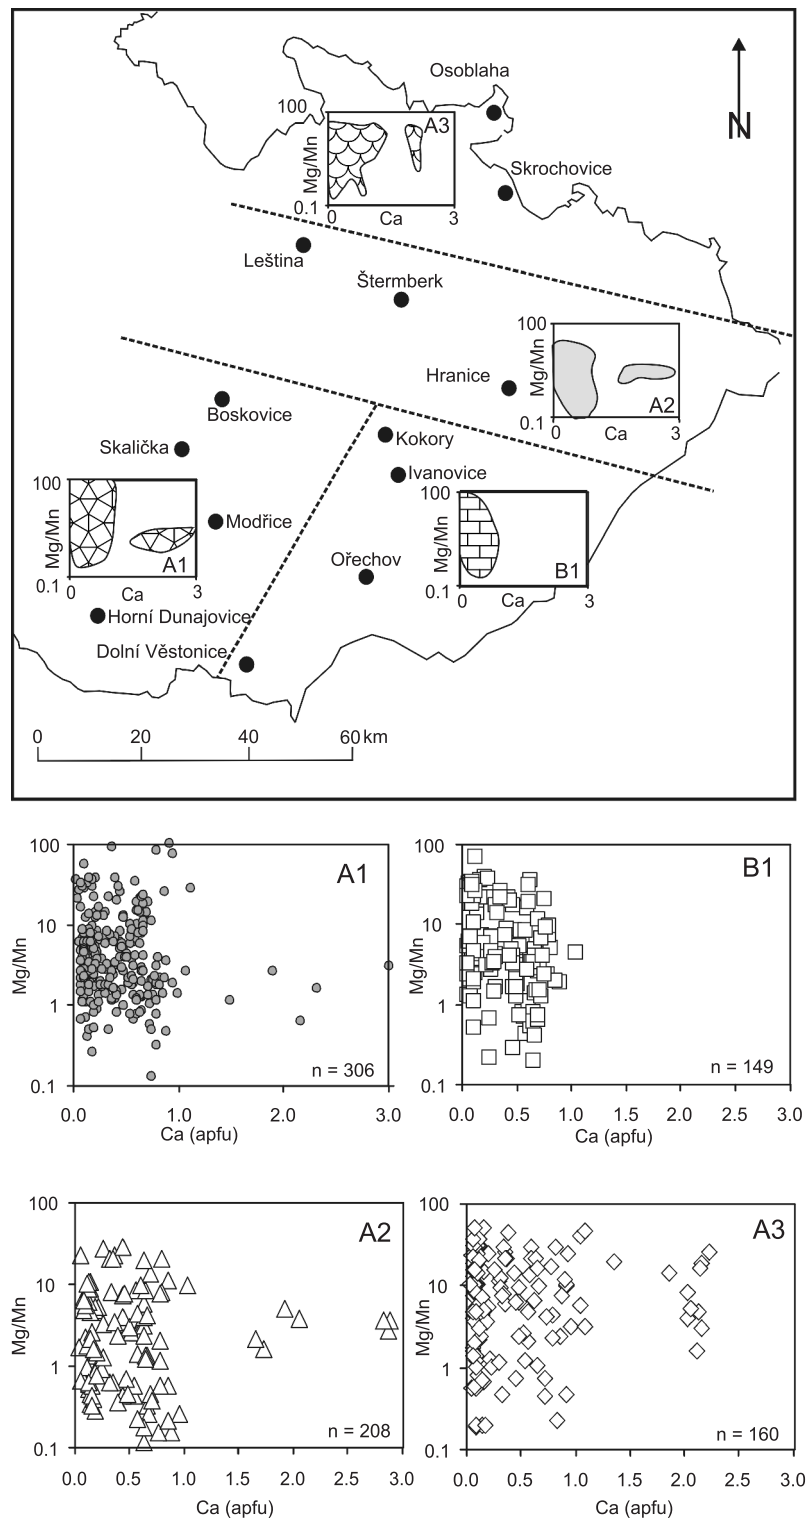 Osoblaha
N
100
A3
Mg/Mn
0.1
0
Ca
3
Skrochovice
Leština
Štermberk
100
Mg/Mn
A2
0.1
0
Ca
3
Hranice
Boskovice
Kokory
Skalička
Ivanovice
100
Mg/Mn
A1
0.1
0
Ca
3
Modřice
100
Mg/Mn
B1
0.1
0
Ca
3
Ořechov
Horní Dunajovice
Dolní Věstonice
0 20 40 60 km
100
10
1
0.1
Mg/Mn
A1
n = 306
0.0 1.0 2.0 3.0
Ca (apfu)
100
10
1
0.1
Mg/Mn
B1
n = 149
0.0 0.5 1.0 1.5 2.0 2.5 3.0
Ca (apfu)
100
10
1
0.1
Mg/Mn
A2
n = 208
0.0 0.5 1.0 1.5 2.0 2.5 3.0
Ca (apfu)
100
10
1
0.1
Mg/Mn
A3
n = 160
0.0 0.5 1.0 1.5 2.0 2.5 3.0
Ca (apfu)